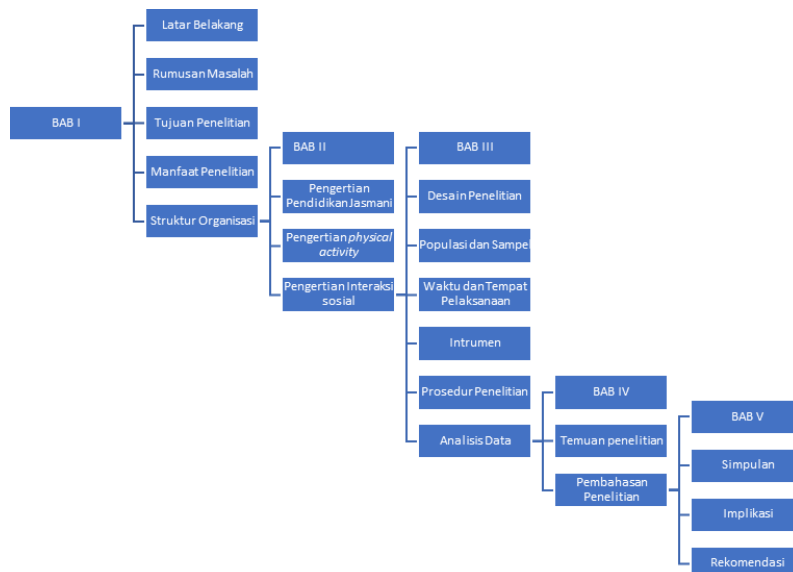 BAB I
Latar Belakang
Rumusan Masalah
Tujuan Penelitian
Manfaat Penelitian
Struktur Organisasi
BAB II
Pengertian
Pendidikan Jasmani
Pengertian physical
activity
Pengertian Interaksi
sosial
BAB III
Desain Penelitian
Populasi dan Sampel
Waktu dan Tempat
Pelaksanaan
Intrumen
Prosedur Penelitian
Analisis Data
BAB IV
Temuan penelitian
Pembahasan
Penelitian
BAB V
Simpulan
Implikasi
Rekomendasi